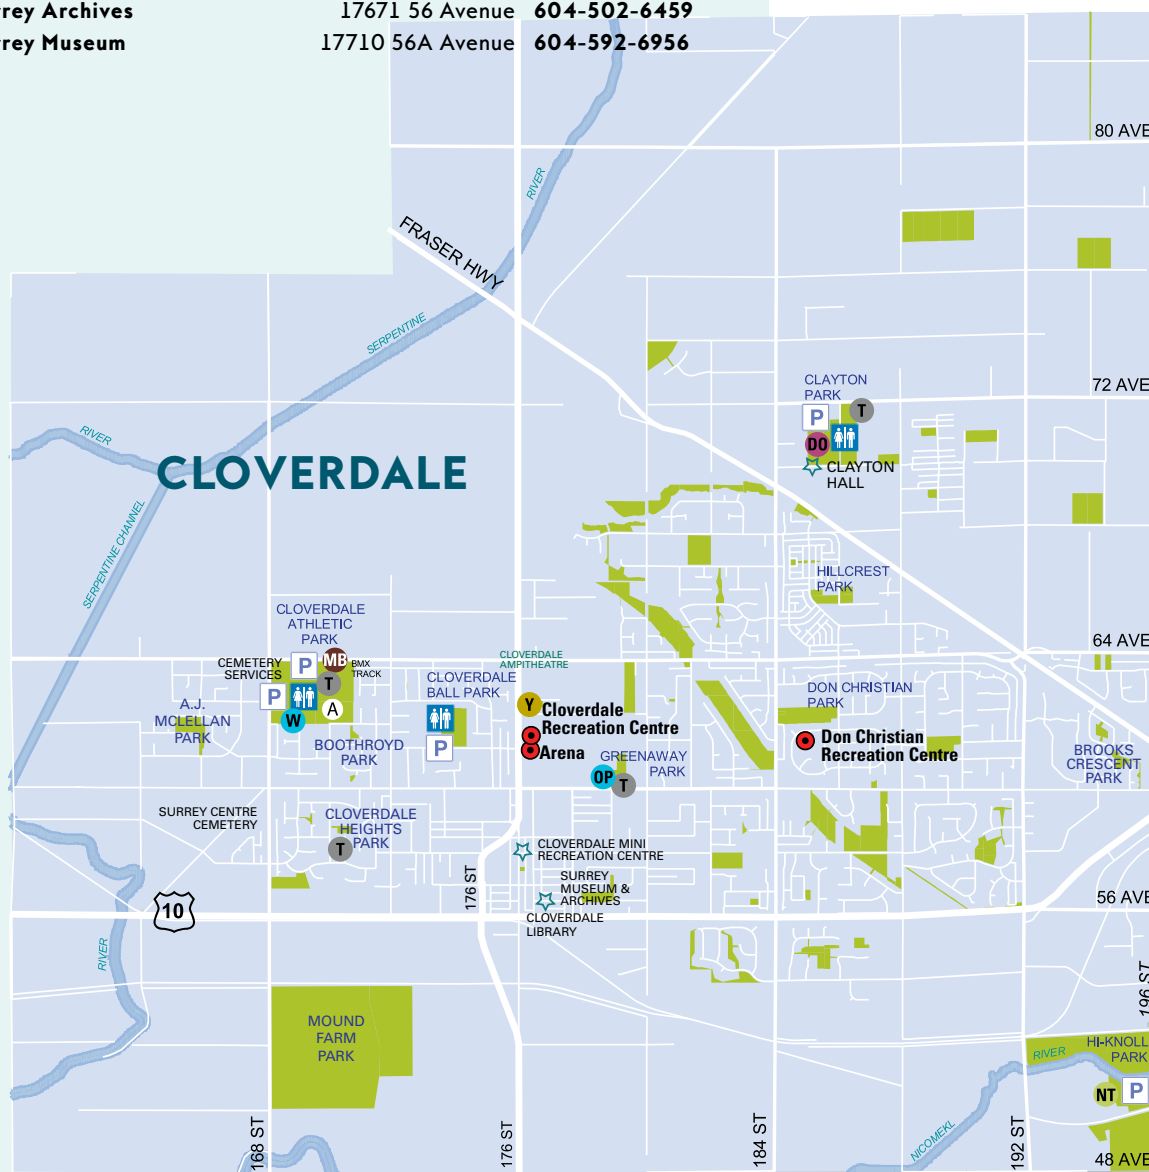 rrey Archives 17671 56 Avenue 604-502-6459
rrey Museum 17710 56A Avenue 604-592-6956
80 AVE
RIVER
FRASER HWY
SERPENTINE
CLAYTON
PARK
72 AVE
P
T
DO
CLAYTON
HALL
RIVER
CLOVERDALE
SERPENTINE CHANNEL
HILLCREST
PARK
CLOVERDALE
ATHLETIC
PARK
64 AVE
CEMETERY
SERVICES
P
MB
BMX
TRACK
T
P
A
W
CLOVERDALE
AMPITHEATRE
CLOVERDALE
BALL PARK
P
A.J.
MCLELLAN
PARK
BOOTHROYD
PARK
Y
Cloverdale
Recreation Centre
Arena
GREENAWAY
PARK
OP
T
DON CHRISTIAN
PARK
Don Christian
Recreation Centre
BROOKS
CRESCENT
PARK
SURREY CENTRE
CEMETERY
CLOVERDALE
HEIGHTS
PARK
T
CLOVERDALE MINI
RECREATION CENTRE
176 ST
SURREY
MUSEUM &
ARCHIVES
CLOVERDALE
LIBRARY
56 AVE
10
RIVER
196 ST
MOUND
FARM
PARK
HI-KNOLL
PARK
RIVER
NT
P
168 ST
176 ST
184 ST
NICOMEKL
192 ST
48 AVE